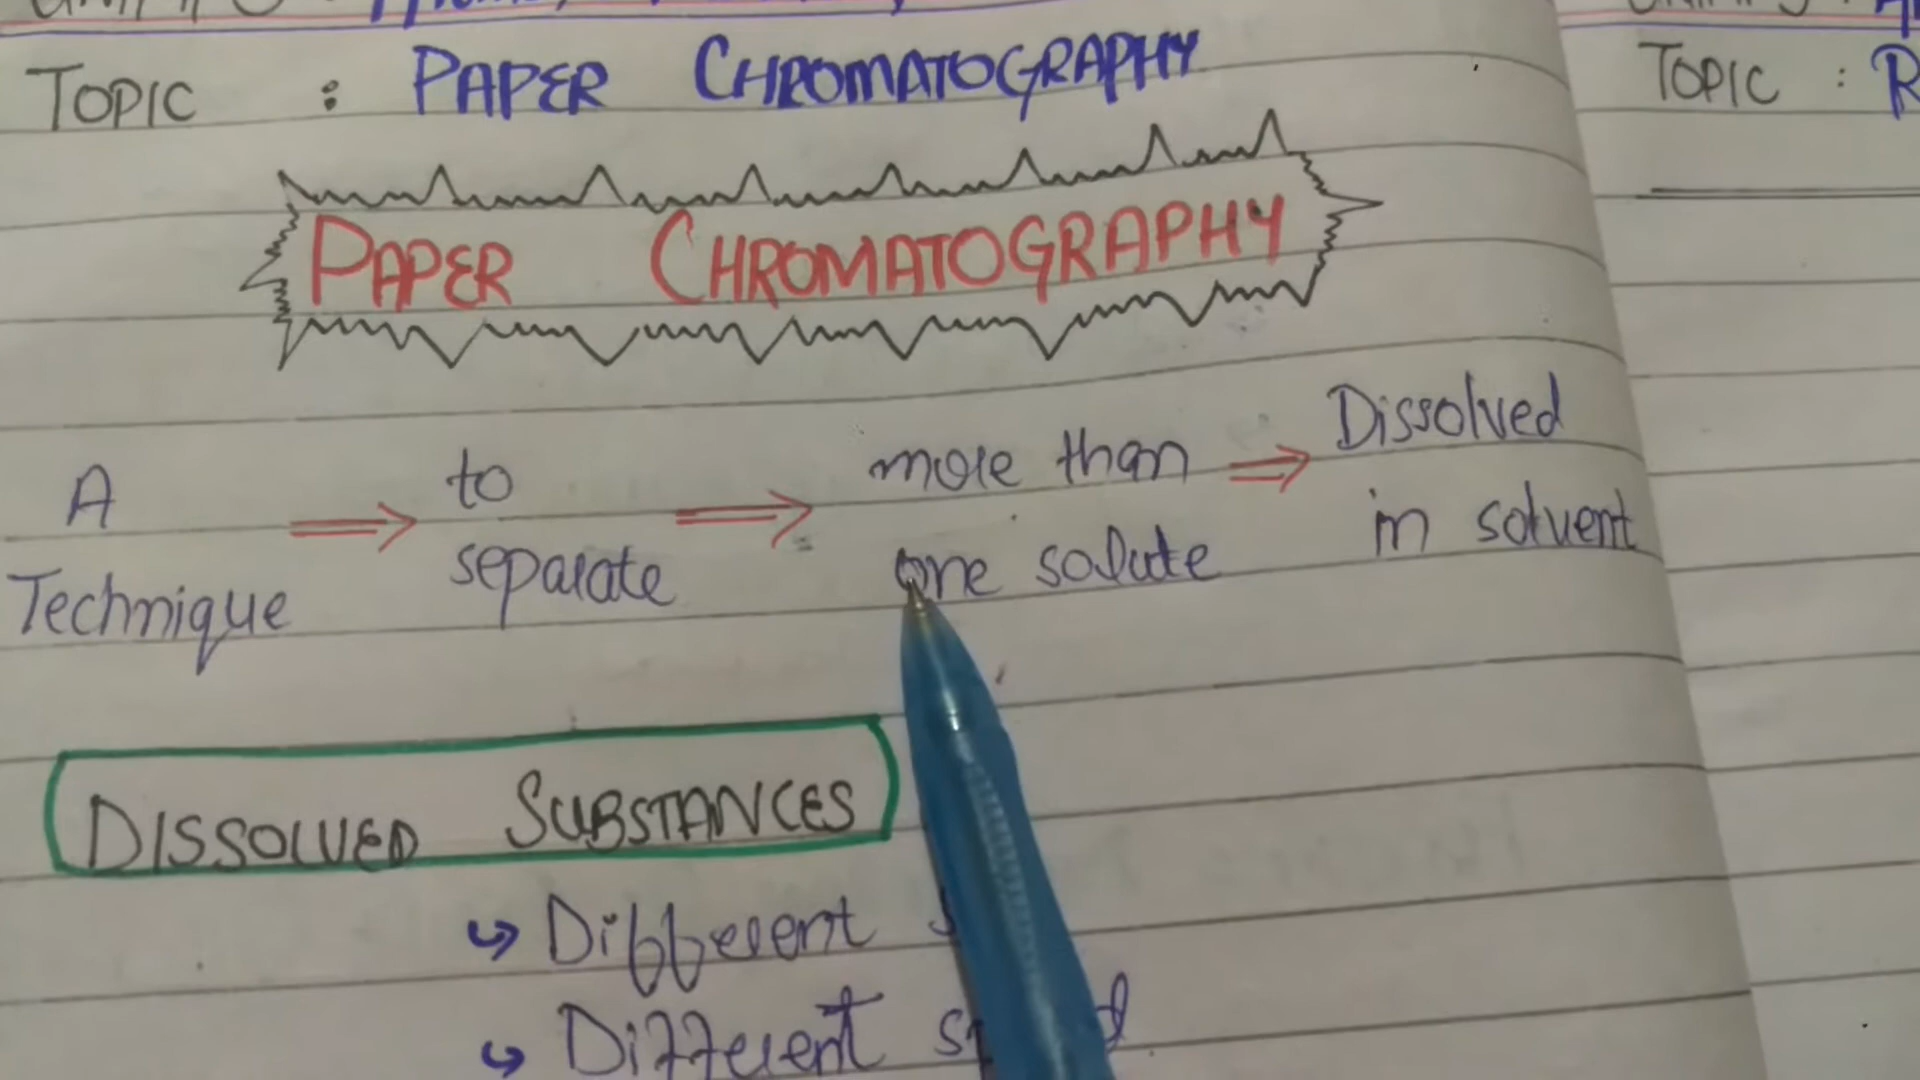 TOPIC : PAPER CHROMATOGRAPHY
PAPER CHROMATOGRAPHY
A Technique ⇒ to separate ⇒ more than one solute ⇒ Dissolved in solvent
DISSOLVED SUBSTANCES
↪ Different
↪ Different
TOPIC :